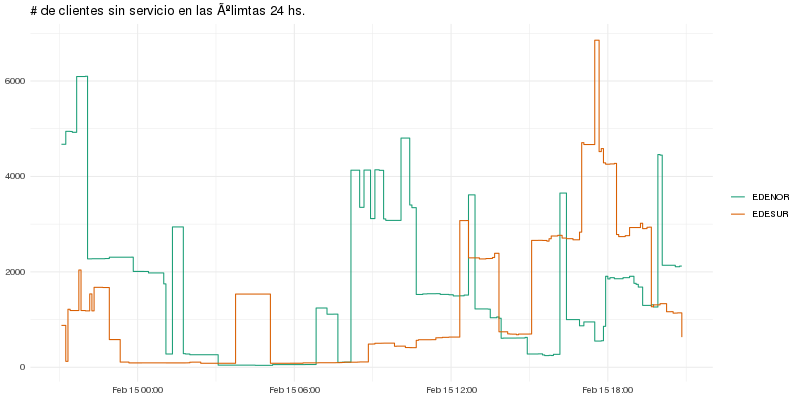 # de clientes sin servicio en las Ãºlimtas 24 hs.
6000
4000
2000
0
Feb 15 00:00
Feb 15 06:00
Feb 15 12:00
Feb 15 18:00
EDENOR
EDESUR